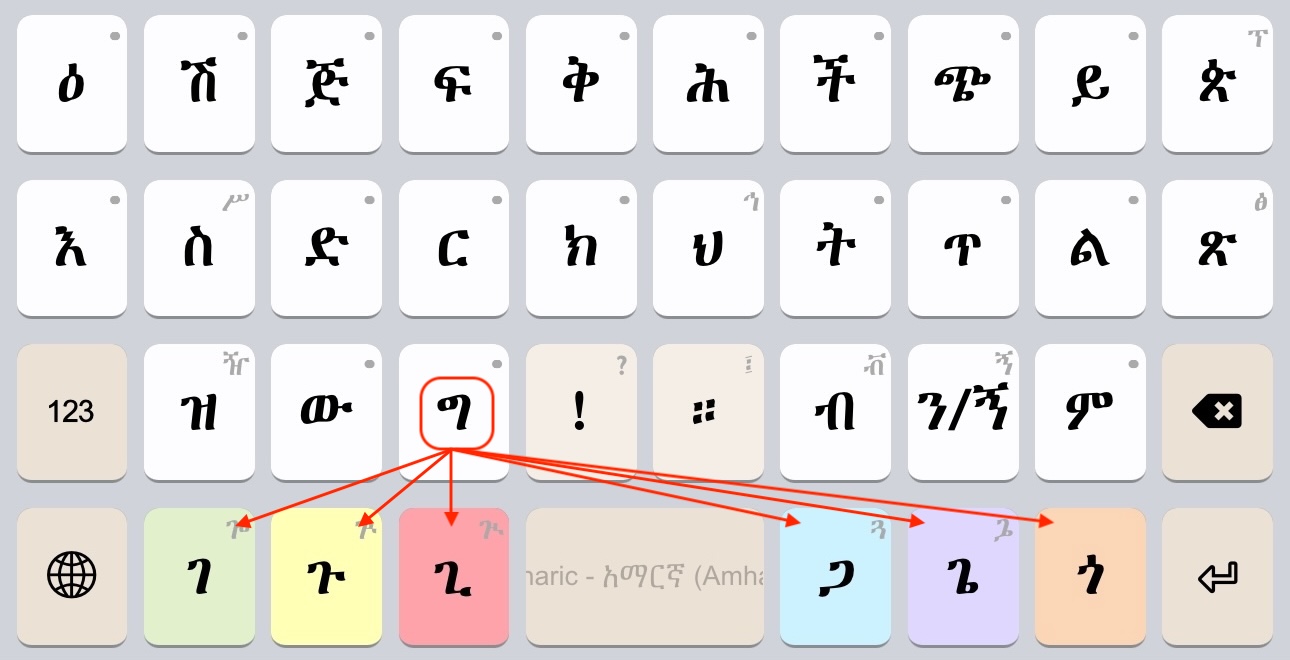 ዕ ሽ ጅ ፍ ቅ ሕ ች ጭ ይ ጵ ፕ
እ ስ ሥ ድ ር ክ ህ ኅ ት ጥ ል ጽ ፅ
123 ዝ ዥ ው ግ ! ? ። ፤ ብ ቭ ን/ኝ ኝ ም
ገ ጐ ጉ ጒ ጕ haric - አማርኛ (Amha ጋ ጓ ጌ ጔ ጎ